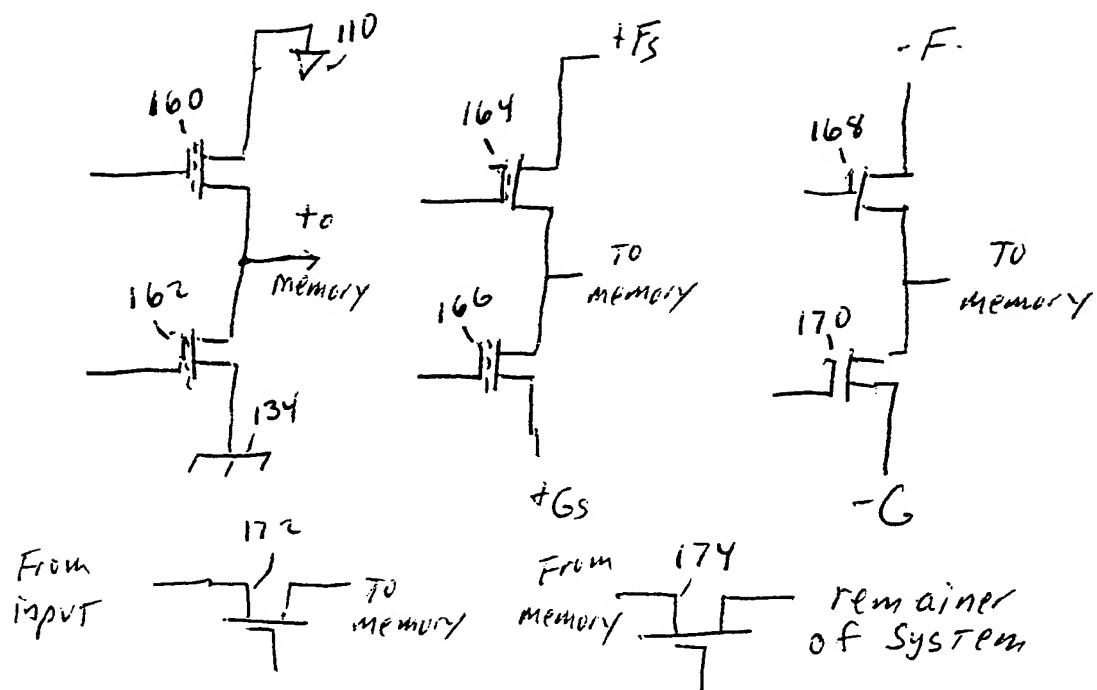 110
+Fs
-F.
160
164
168
to
memory
TO
memory
TO
memory
162
166
170
134
+Gs
-G
172
From
input
TO
memory
From
memory
174
remainer
of system